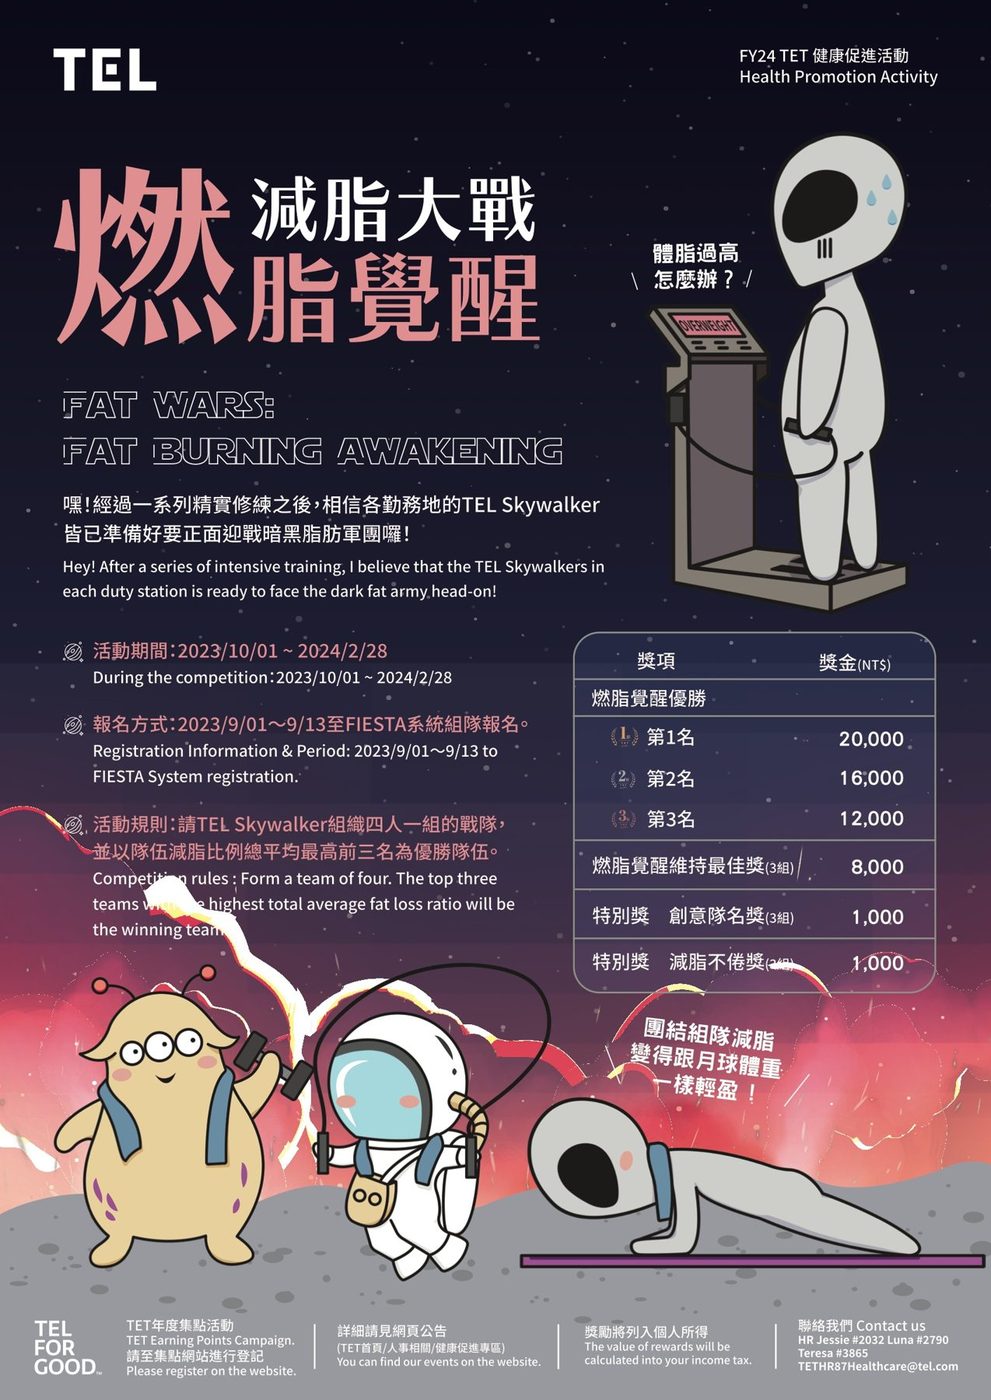 TEL
FY24 TET 健康促進活動
Health Promotion Activity
燃
減脂大戰
脂覺醒
體脂過高
怎麼辦？
OVERWEIGHT
FAT WARS:
FAT BURNING AWAKENING
嘿！經過一系列精實修練之後，相信各勤務地的TEL Skywalker
皆已準備好要正面迎戰暗黑脂肪軍團囉！
Hey! After a series of intensive training, I believe that the TEL Skywalkers in
each duty station is ready to face the dark fat army head-on!
活動期間：2023/10/01 ~ 2024/2/28
During the competition：2023/10/01 ~ 2024/2/28
報名方式：2023/9/01～9/13至FIESTA系統組隊報名。
Registration Information & Period: 2023/9/01～9/13 to
FIESTA System registration.
活動規則：請TEL Skywalker組織四人一組的戰隊，
並以隊伍減脂比例總平均最高前三名為優勝隊伍。
Competition rules : Form a team of four. The top three
teams with the highest total average fat loss ratio will be
the winning team
獎項 獎金(NT$)
燃脂覺醒優勝
1 第1名 20,000
2 第2名 16,000
3 第3名 12,000
燃脂覺醒維持最佳獎(3組) 8,000
特別獎 創意隊名獎(3組) 1,000
特別獎 減脂不倦獎(3組) 1,000
團結組隊減脂
變得跟月球體重
一樣輕盈！
TEL
FOR
GOOD™
TET年度集點活動
TET Earning Points Campaign.
請至集點網站進行登記
Please register on the website.
詳細請見網頁公告
(TET首頁/人事相關/健康促進專區)
You can find our events on the website.
獎勵將列入個人所得
The value of rewards will be
calculated into your income tax.
聯絡我們 Contact us
HR Jessie #2032 Luna #2790
Teresa #3865
TETHR87Healthcare@tel.com